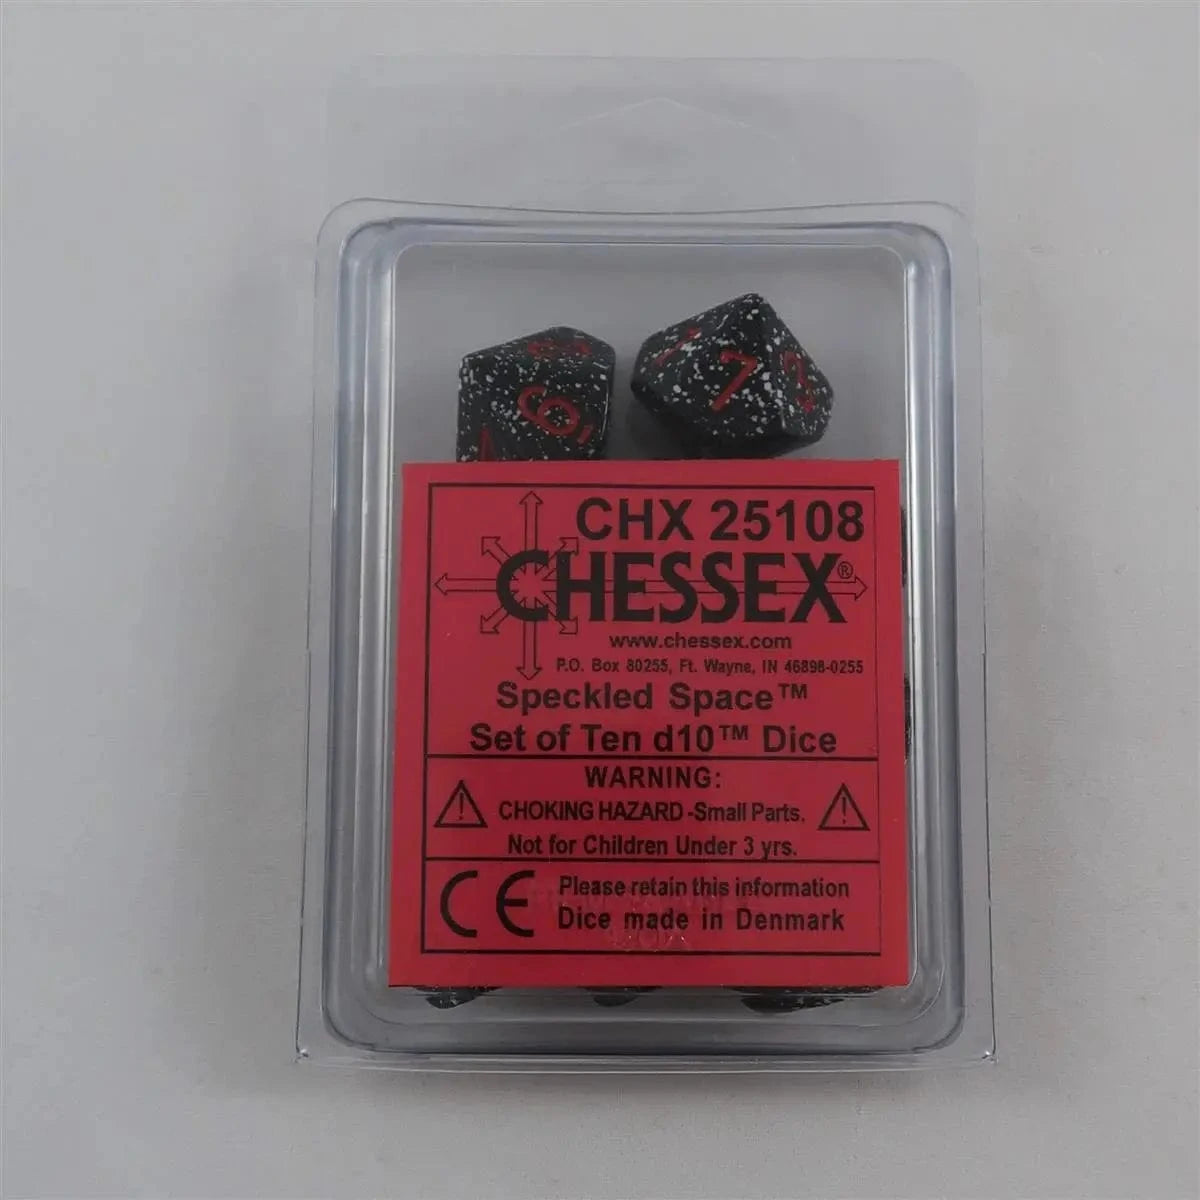 6
7
CHX 25108
CHESSEX®
www.chessex.com
P.O. Box 80255, Ft. Wayne, IN 46898-0255
Speckled Space™
Set of Ten d10™ Dice
WARNING:
CHOKING HAZARD -Small Parts.
Not for Children Under 3 yrs.
CE
Please retain this information
Dice made in Denmark